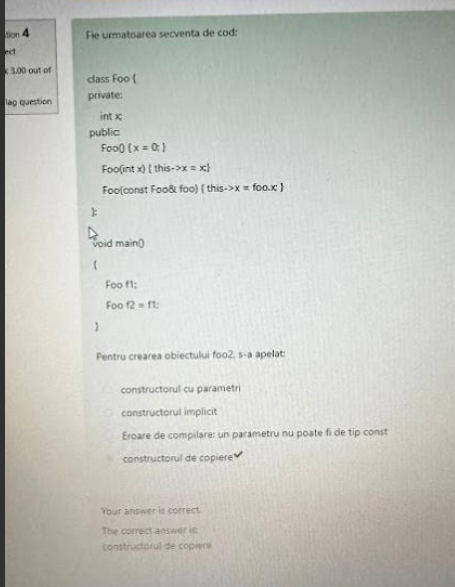 tion 4
ect
3.00 out of
lag question
Fie urmatoarea secventa de cod:
class Foo {
private:
int x;
public:
Foo() { x = 0; }
Foo(int x) { this->x = x;}
Foo(const Foo& foo) { this->x = foo.x; }
};
void main()
{
Foo f1;
Foo f2 = f1;
}
Pentru crearea obiectului foo2, s-a apelat:
constructorul cu parametri
constructorul implicit
Eroare de compilare: un parametru nu poate fi de tip const
constructorul de copiere✔
Your answer is correct.
The correct answer is:
constructorul de copiere